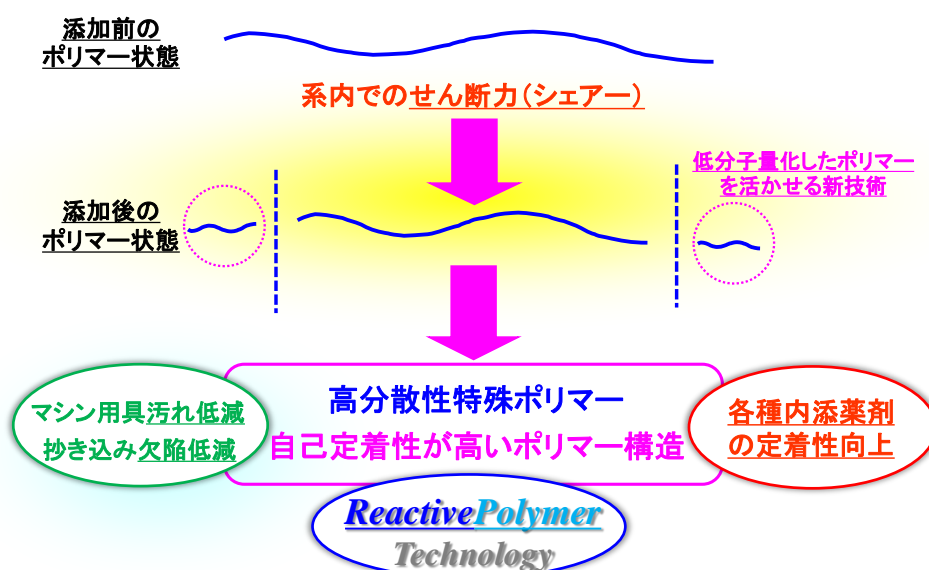 添加前の
ポリマー状態
系内でのせん断力（シェアー）
低分子量化したポリマー
を活かせる新技術
添加後の
ポリマー状態
マシン用具汚れ低減
抄き込み欠陥低減
高分散性特殊ポリマー
自己定着性が高いポリマー構造
各種内添薬剤
の定着性向上
ReactivePolymer
Technology